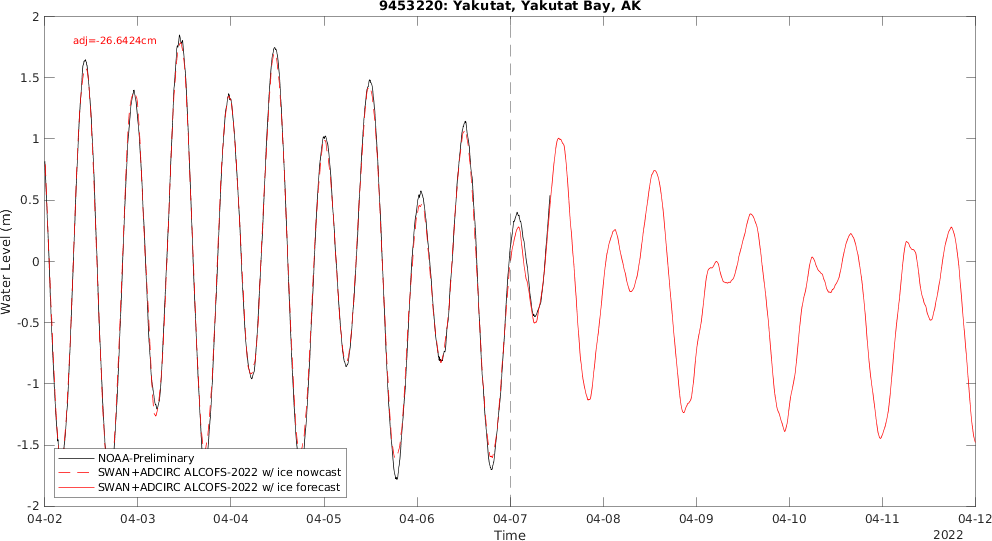 9453220: Yakutat, Yakutat Bay, AK
adj=-26.6424cm
Water Level (m)
2
1.5
1
0.5
0
-0.5
-1
-1.5
-2
NOAA-Preliminary
SWAN+ADCIRC ALCOFS-2022 w/ ice nowcast
SWAN+ADCIRC ALCOFS-2022 w/ ice forecast
04-02 04-03 04-04 04-05 04-06 04-07 04-08 04-09 04-10 04-11 04-12
Time
2022